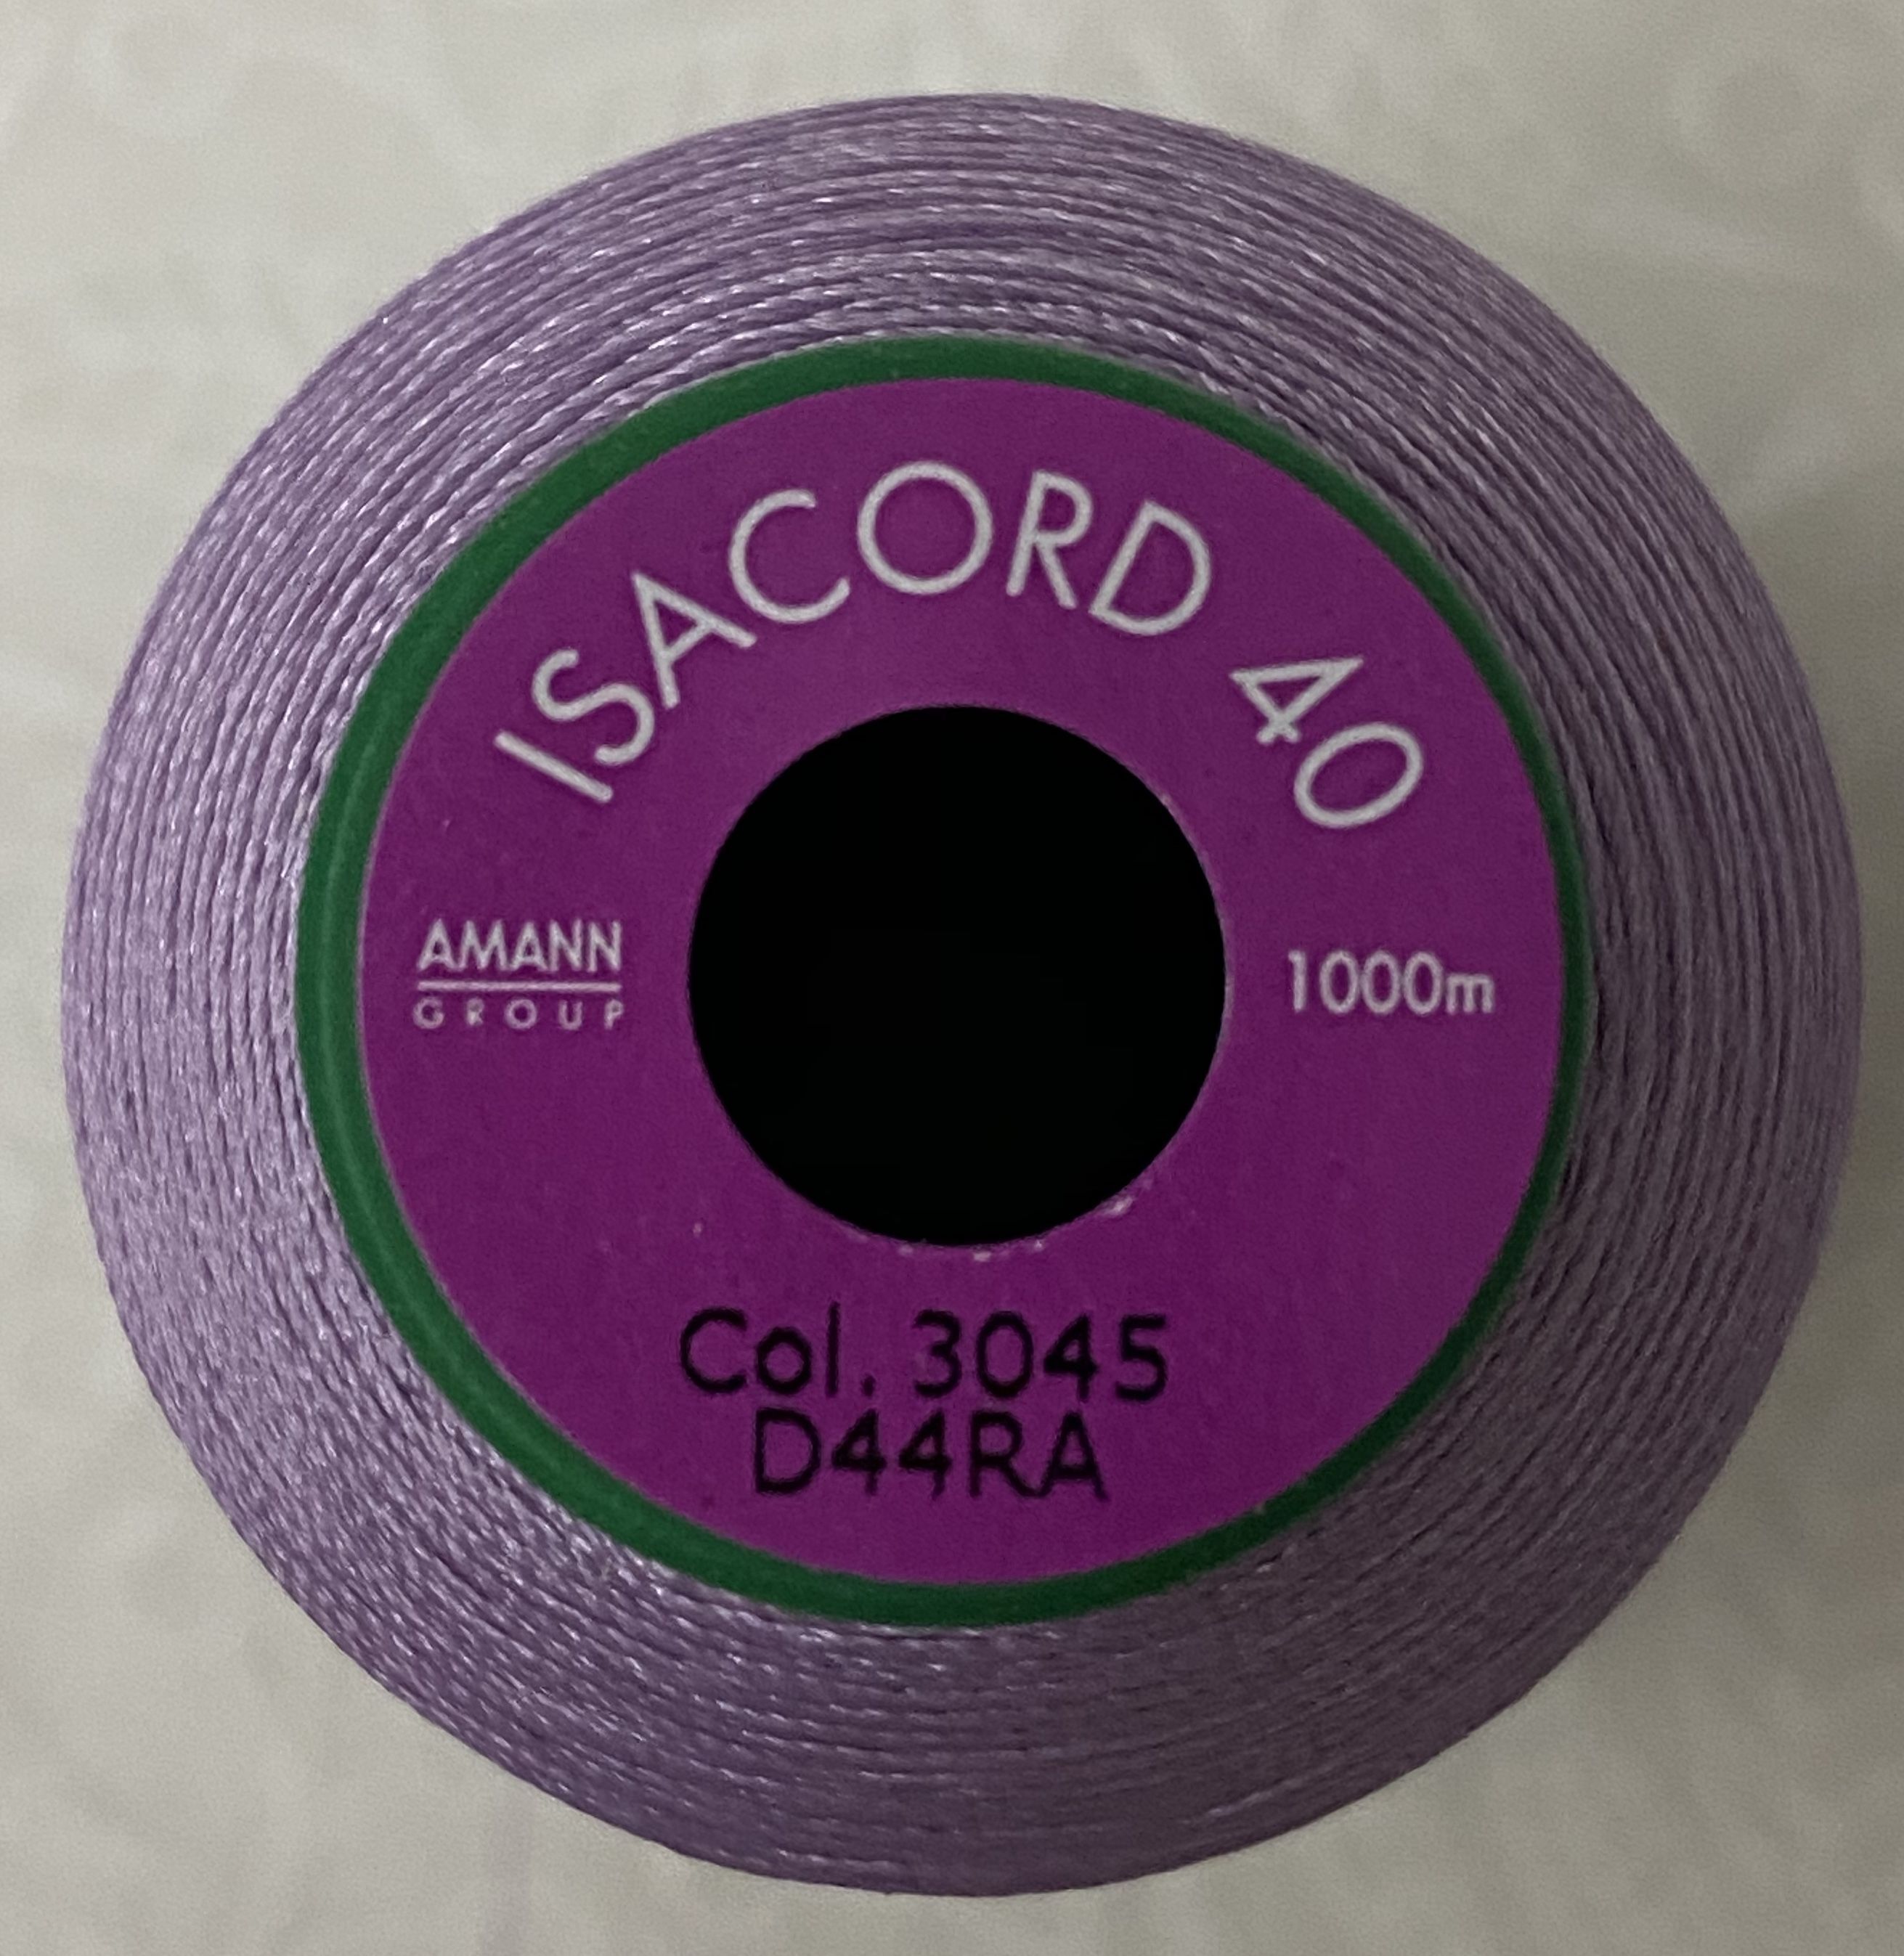 ISACORD 40
AMANN
GROUP
1000m
Col. 3045
D44RA